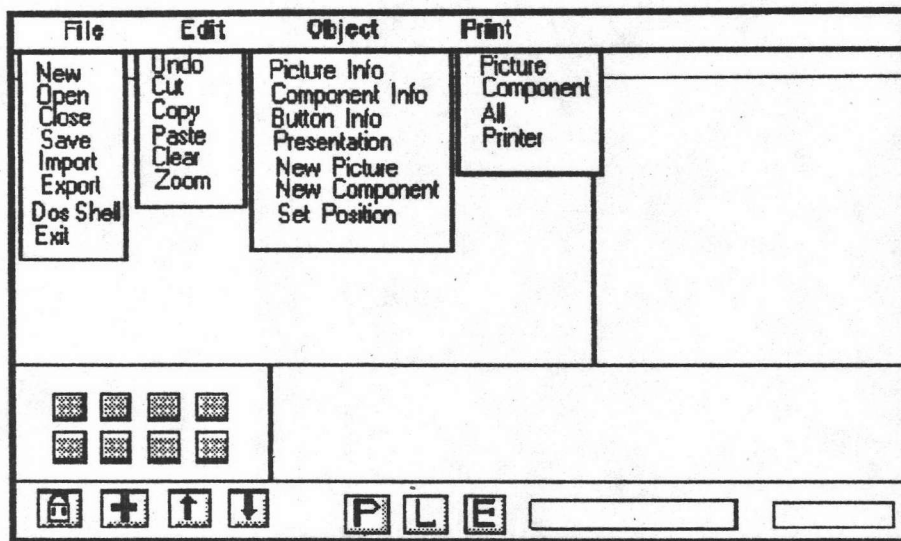 File Edit Object Print
New
Open
Close
Save
Import
Export
Dos Shell
Exit
Undo
Cut
Copy
Paste
Clear
Zoom
Picture Info
Component Info
Button Info
Presentation
New Picture
New Component
Set Position
Picture
Component
All
Printer
P L E